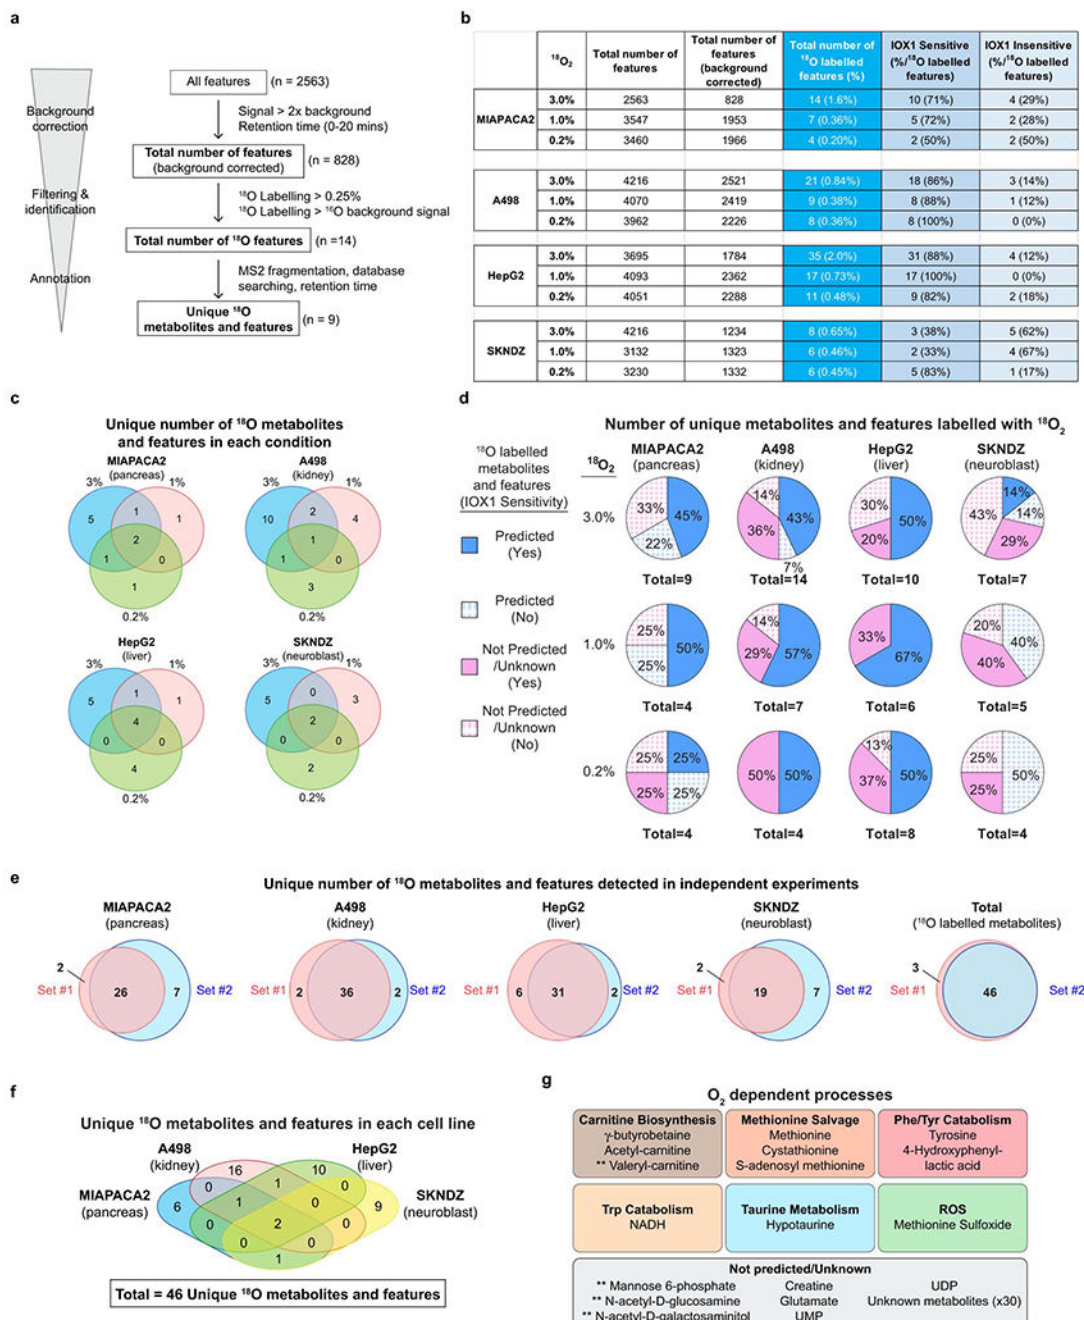 a
Background
correction
Filtering &
identification
Annotation
All features (n = 2563)
Signal > 2x background
Retention time (0-20 mins)
Total number of features
(background corrected) (n = 828)
¹⁸O Labelling > 0.25%
¹⁸O Labelling > ¹⁶O background signal
Total number of ¹⁸O features (n =14)
MS2 fragmentation, database
searching, retention time
Unique ¹⁸O
metabolites and features (n = 9)
b
¹⁸O₂ | Total number of features | Total number of features (background corrected) | Total number of ¹⁸O labelled features (%) | IOX1 Sensitive (%/¹⁸O labelled features) | IOX1 Insensitive (%/¹⁸O labelled features)
MIAPACA2
3.0% 2563 828 14 (1.6%) 10 (71%) 4 (29%)
1.0% 3547 1953 7 (0.36%) 5 (72%) 2 (28%)
0.2% 3460 1966 4 (0.20%) 2 (50%) 2 (50%)
A498
3.0% 4216 2521 21 (0.84%) 18 (86%) 3 (14%)
1.0% 4070 2419 9 (0.38%) 8 (88%) 1 (12%)
0.2% 3962 2226 8 (0.36%) 8 (100%) 0 (0%)
HepG2
3.0% 3695 1784 35 (2.0%) 31 (88%) 4 (12%)
1.0% 4093 2362 17 (0.73%) 17 (100%) 0 (0%)
0.2% 4051 2288 11 (0.48%) 9 (82%) 2 (18%)
SKNDZ
3.0% 4216 1234 8 (0.65%) 3 (38%) 5 (62%)
1.0% 3132 1323 6 (0.46%) 2 (33%) 4 (67%)
0.2% 3230 1332 6 (0.45%) 5 (83%) 1 (17%)
c
Unique number of ¹⁸O metabolites
and features in each condition
MIAPACA2
(pancreas)
3% 1%
5 1 1
2
1 0
1
0.2%
A498
(kidney)
3% 1%
10 2 4
1
1 0
3
0.2%
HepG2
(liver)
3% 1%
5 1 1
4
0 0
4
0.2%
SKNDZ
(neuroblast)
3% 1%
5 0 3
2
0 0
2
0.2%
d
Number of unique metabolites and features labelled with ¹⁸O₂
¹⁸O labelled
metabolites
and features
(IOX1 Sensitivity)
Predicted
(Yes)
Predicted
(No)
Not Predicted
/Unknown
(Yes)
Not Predicted
/Unknown
(No)
¹⁸O₂
MIAPACA2
(pancreas)
A498
(kidney)
HepG2
(liver)
SKNDZ
(neuroblast)
3.0%
33% 45% 22%
14% 43% 36% 7%
30% 50% 20%
14% 14% 43% 29%
Total=9 Total=14 Total=10 Total=7
1.0%
25% 50% 25%
14% 29% 57%
33% 67%
20% 40% 40%
Total=4 Total=7 Total=6 Total=5
0.2%
25% 25% 25% 25%
50% 50%
13% 37% 50%
25% 50% 25%
Total=4 Total=4 Total=8 Total=4
e
Unique number of ¹⁸O metabolites and features detected in independent experiments
MIAPACA2
(pancreas)
2
Set #1 26 7 Set #2
A498
(kidney)
Set #1 2 36 2 Set #2
HepG2
(liver)
Set #1 6 31 2 Set #2
SKNDZ
(neuroblast)
2
Set #1 19 7 Set #2
Total
(¹⁸O labelled metabolites)
3
Set #1 46 Set #2
f
Unique ¹⁸O metabolites and features in each cell line
A498
(kidney)
HepG2
(liver)
MIAPACA2
(pancreas)
SKNDZ
(neuroblast)
16 10
0 1 0
6 1 0 9
0 2 0
0 0
1
Total = 46 Unique ¹⁸O metabolites and features
g
O₂ dependent processes
Carnitine Biosynthesis
γ-butyrobetaine
Acetyl-carnitine
** Valeryl-carnitine
Methionine Salvage
Methionine
Cystathionine
S-adenosyl methionine
Phe/Tyr Catabolism
Tyrosine
4-Hydroxyphenyl-
lactic acid
Trp Catabolism
NADH
Taurine Metabolism
Hypotaurine
ROS
Methionine Sulfoxide
Not predicted/Unknown
** Mannose 6-phosphate Creatine UDP
** N-acetyl-D-glucosamine Glutamate Unknown metabolites (x30)
** N-acetyl-D-galactosaminitol UMP